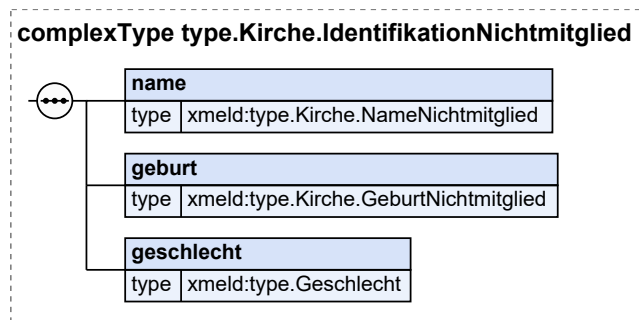 complexType type.Kirche.IdentifikationNichtmitglied
name
type xmeld:type.Kirche.NameNichtmitglied
geburt
type xmeld:type.Kirche.GeburtNichtmitglied
geschlecht
type xmeld:type.Geschlecht